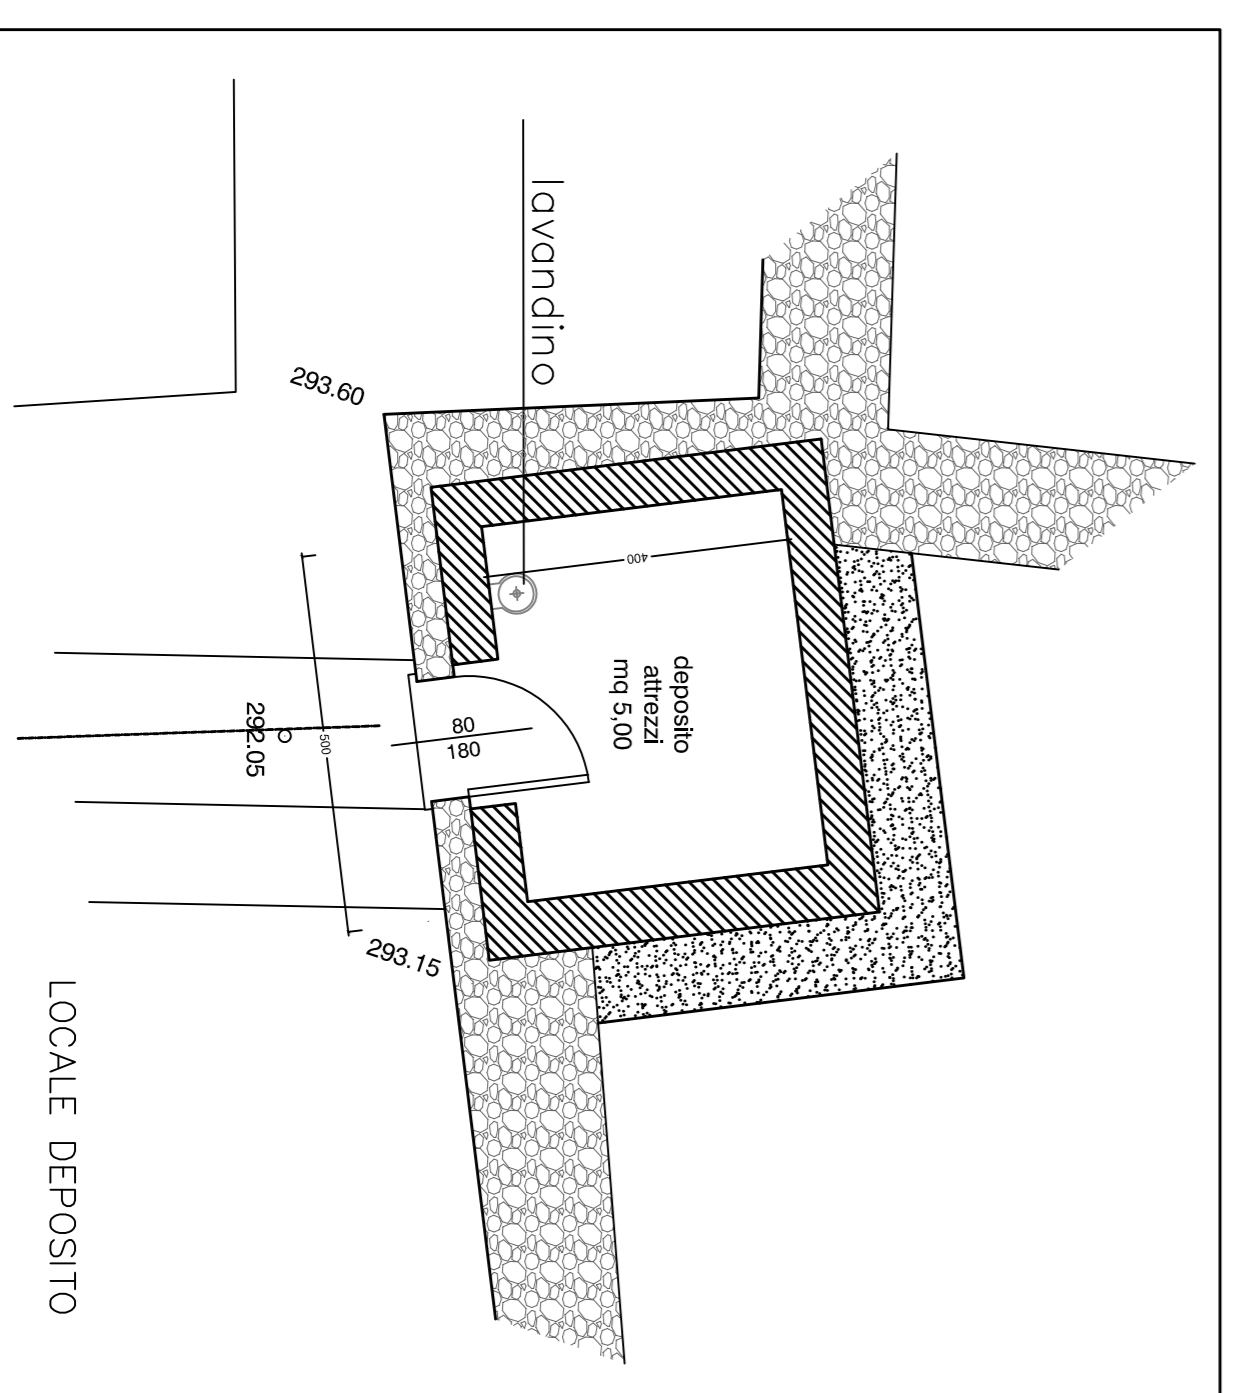 lavandino
293.60
400
deposito
attrezzi
mq 5,00
80
180
292.05
500
293.15
LOCALE DEPOSITO